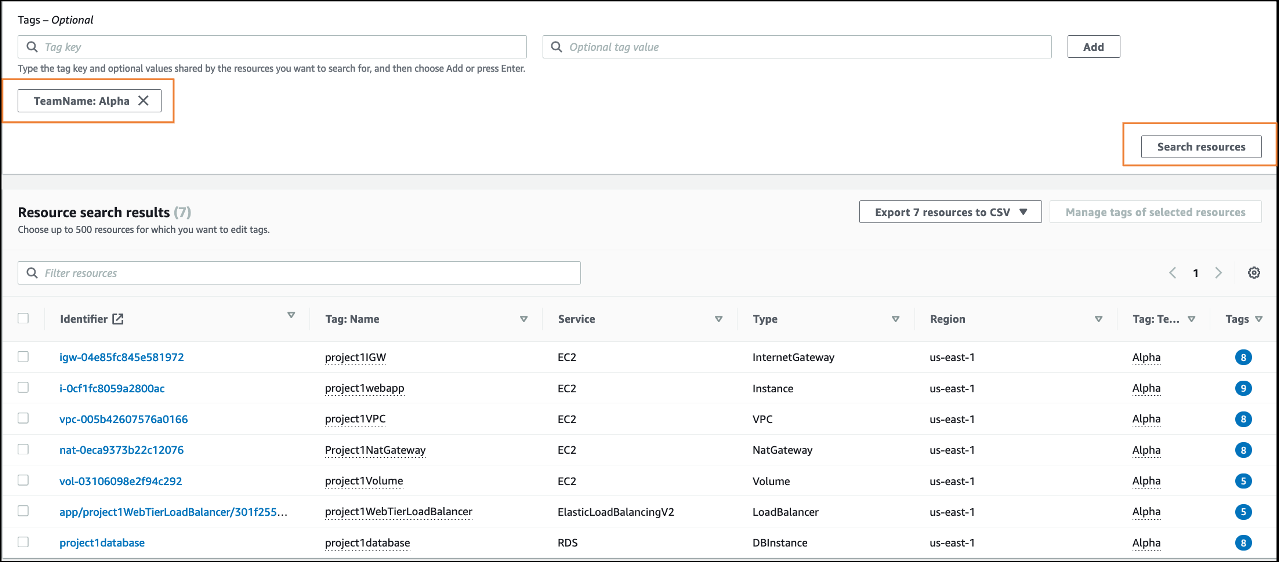 Tags – Optional
Tag key Optional tag value Add
Type the tag key and optional values shared by the resources you want to search for, and then choose Add or press Enter.
TeamName: Alpha
Search resources
Resource search results (7) Export 7 resources to CSV Manage tags of selected resources
Choose up to 500 resources for which you want to edit tags.
Filter resources 1
Identifier Tag: Name Service Type Region Tag: Te... Tags
igw-04e85fc845e581972 project1IGW EC2 InternetGateway us-east-1 Alpha 8
i-0cf1fc8059a2800ac project1webapp EC2 Instance us-east-1 Alpha 9
vpc-005b42607576a0166 project1VPC EC2 VPC us-east-1 Alpha 8
nat-0eca9373b22c12076 Project1NatGateway EC2 NatGateway us-east-1 Alpha 8
vol-03106098e2f94c292 project1Volume EC2 Volume us-east-1 Alpha 5
app/project1WebTierLoadBalancer/301f255... project1WebTierLoadBalancer ElasticLoadBalancingV2 LoadBalancer us-east-1 Alpha 5
project1database project1database RDS DBInstance us-east-1 Alpha 8